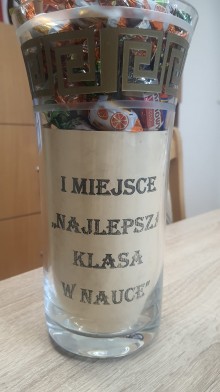 I MIEJSCE
„NAJLEPSZA
KLASA
W NAUCE"